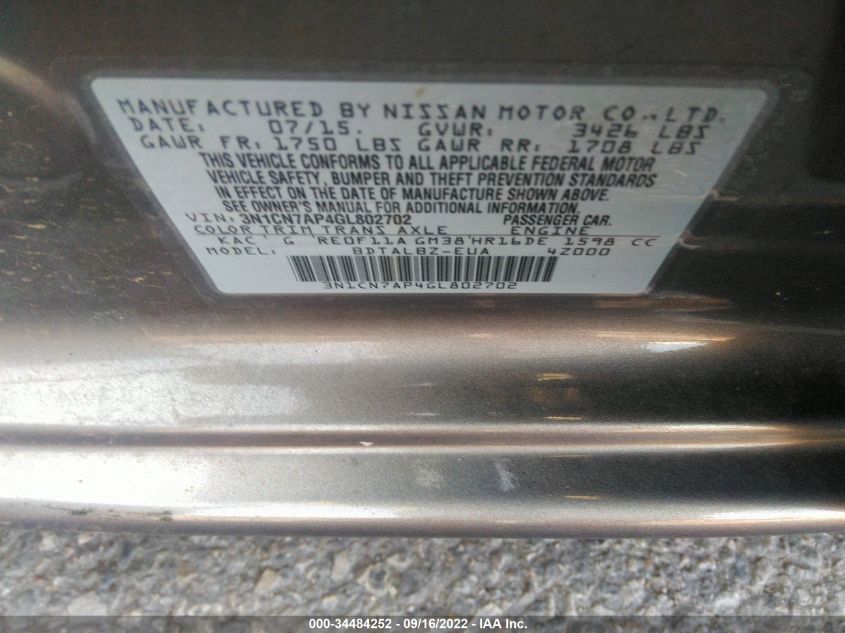 MANUFACTURED BY NISSAN MOTOR CO.,LTD.
DATE: 07/15. GVWR: 3426 LBS
GAWR FR: 1750 LBS GAWR RR: 1708 LBS
THIS VEHICLE CONFORMS TO ALL APPLICABLE FEDERAL MOTOR
VEHICLE SAFETY, BUMPER AND THEFT PREVENTION STANDARDS
IN EFFECT ON THE DATE OF MANUFACTURE SHOWN ABOVE.
SEE OWNER'S MANUAL FOR ADDITIONAL INFORMATION.
VIN: 3N1CN7AP4GL802702 PASSENGER CAR.
COLOR TRIM TRANS AXLE ENGINE
KAC G RE0F11A GM38 HR16DE 1598 CC
MODEL: BDTALBZ-EUA 4Z000
3N1CN7AP4GL802702
000-34484252 - 09/16/2022 - IAA Inc.